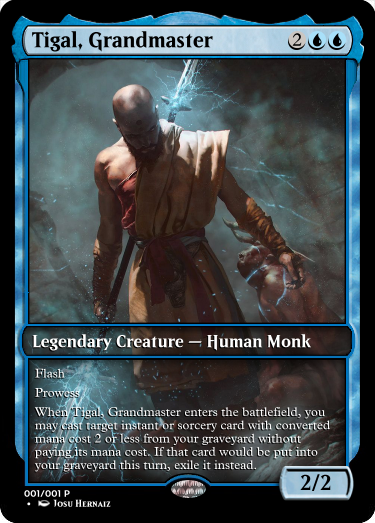 Tigal, Grandmaster 2
Legendary Creature — Human Monk
Flash
Prowess
When Tigal, Grandmaster enters the battlefield, you
may cast target instant or sorcery card with converted
mana cost 2 or less from your graveyard without
paying its mana cost. If that card would be put into
your graveyard this turn, exile it instead.
2/2
001/001 P
• Josu Hernaiz